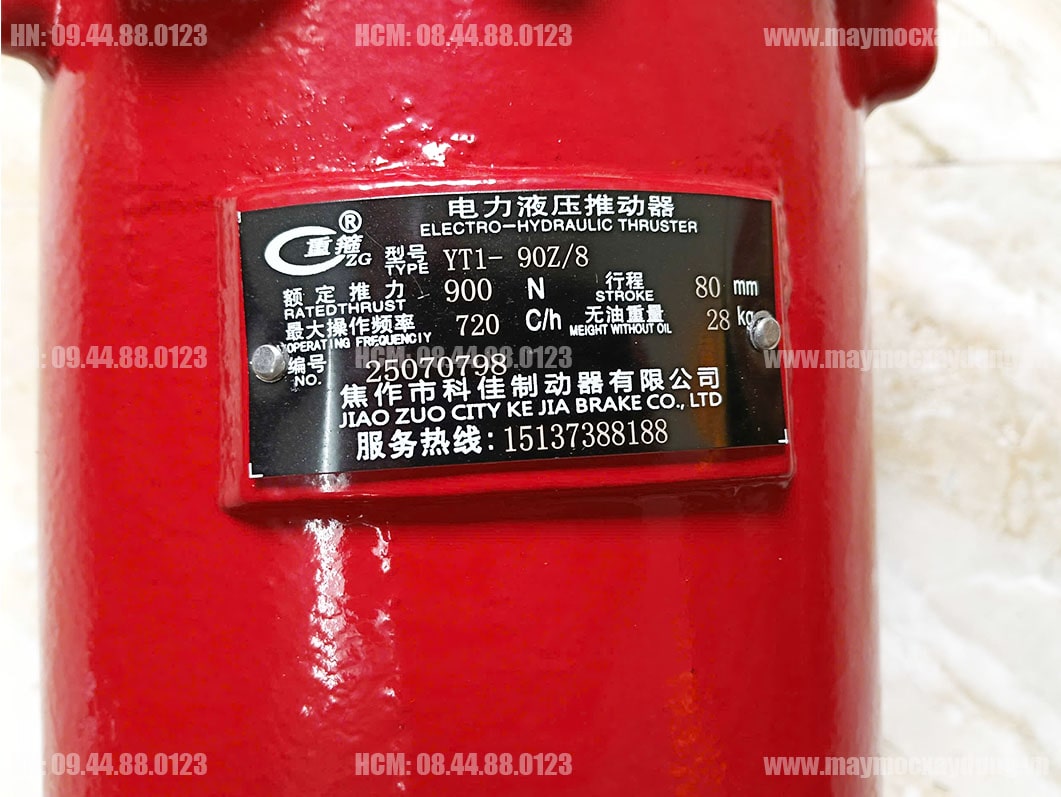 HN: 09.44.88.0123 HCM: 08.44.88.0123 www.maymocxaydung.vn
电力液压推动器
ELECTRO-HYDRAULIC THRUSTER
重箍 ® ZG
型号 YT1- 90Z/8
TYPE
额定推力 900 N 行程 80 mm
RATEDTHRUST STROKE
最大操作频率 720 C/h 无油重量 28 kg
OPERATING FREQUENCIY MEIGHT WITHOUT OIL
HN: 09.44.88.0123 HCM: 08.44.88.0123 www.maymocxaydung.vn
编号 25070798
NO.
焦作市科佳制动器有限公司
JIAO ZUO CITY KE JIA BRAKE CO., LTD
服务热线: 15137388188
HN: 09.44.88.0123 HCM: 08.44.88.0123 www.maymocxaydung.vn